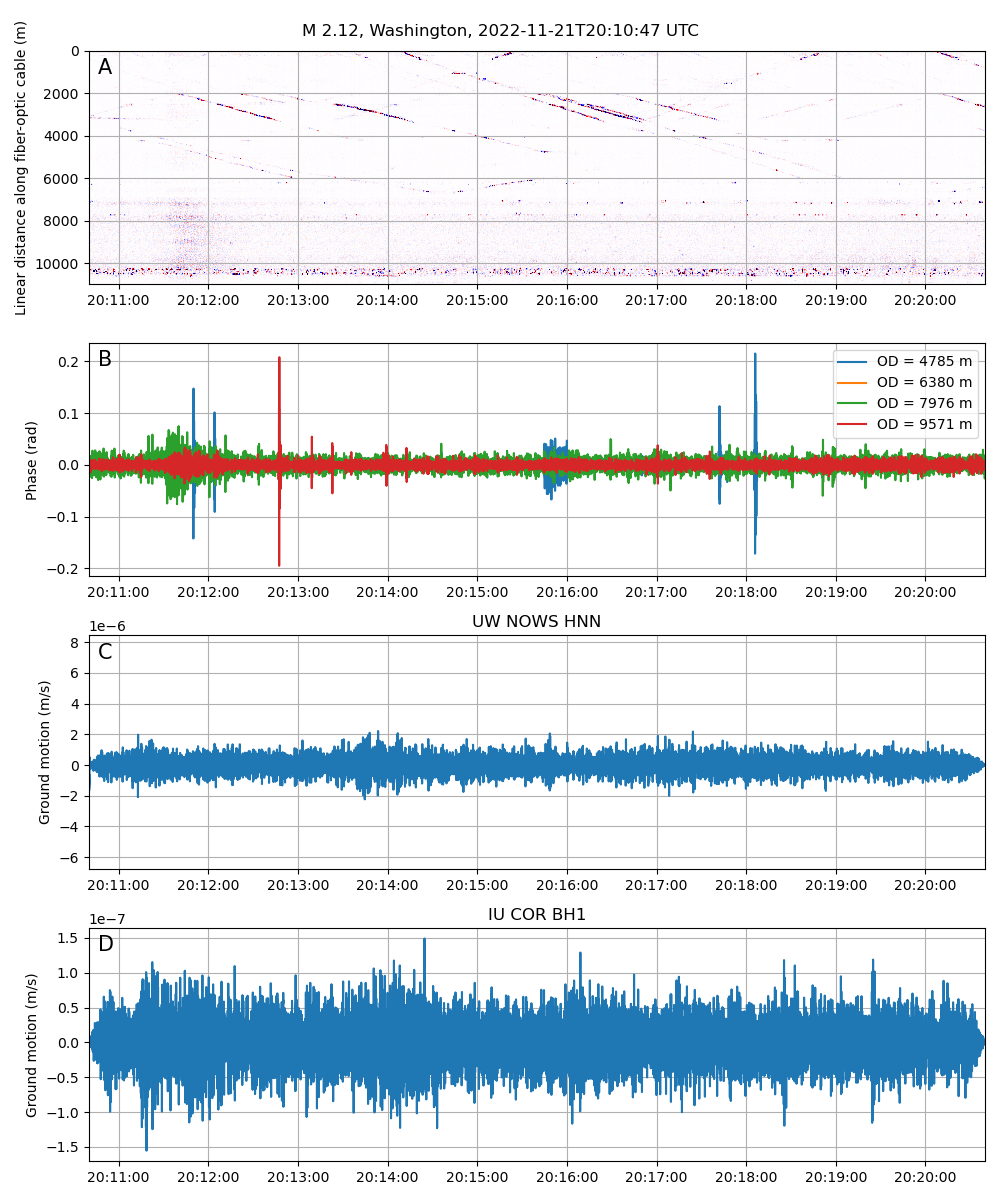 M 2.12, Washington, 2022-11-21T20:10:47 UTC
Linear distance along fiber-optic cable (m)
A
0
2000
4000
6000
8000
10000
20:11:00 20:12:00 20:13:00 20:14:00 20:15:00 20:16:00 20:17:00 20:18:00 20:19:00 20:20:00
Phase (rad)
B
0.2
0.1
0.0
−0.1
−0.2
OD = 4785 m
OD = 6380 m
OD = 7976 m
OD = 9571 m
20:11:00 20:12:00 20:13:00 20:14:00 20:15:00 20:16:00 20:17:00 20:18:00 20:19:00 20:20:00
UW NOWS HNN
1e−6
Ground motion (m/s)
C
8
6
4
2
0
−2
−4
−6
20:11:00 20:12:00 20:13:00 20:14:00 20:15:00 20:16:00 20:17:00 20:18:00 20:19:00 20:20:00
IU COR BH1
1e−7
Ground motion (m/s)
D
1.5
1.0
0.5
0.0
−0.5
−1.0
−1.5
20:11:00 20:12:00 20:13:00 20:14:00 20:15:00 20:16:00 20:17:00 20:18:00 20:19:00 20:20:00